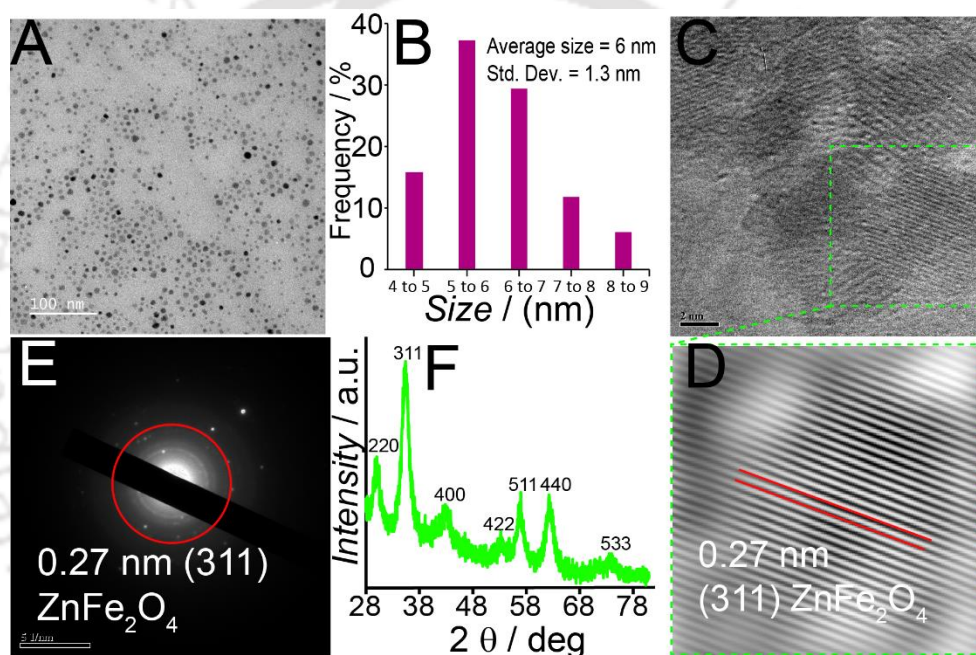 A
100 nm
B
Average size = 6 nm
Std. Dev. = 1.3 nm
Frequency / %
40
30
20
10
0
4 to 5 5 to 6 6 to 7 7 to 8 8 to 9
Size / (nm)
C
2 nm
E
0.27 nm (311)
ZnFe₂O₄
5 1/nm
F
Intensity / a.u.
220
311
400
422
511
440
533
28 38 48 58 68 78
2 θ / deg
D
0.27 nm
(311) ZnFe₂O₄